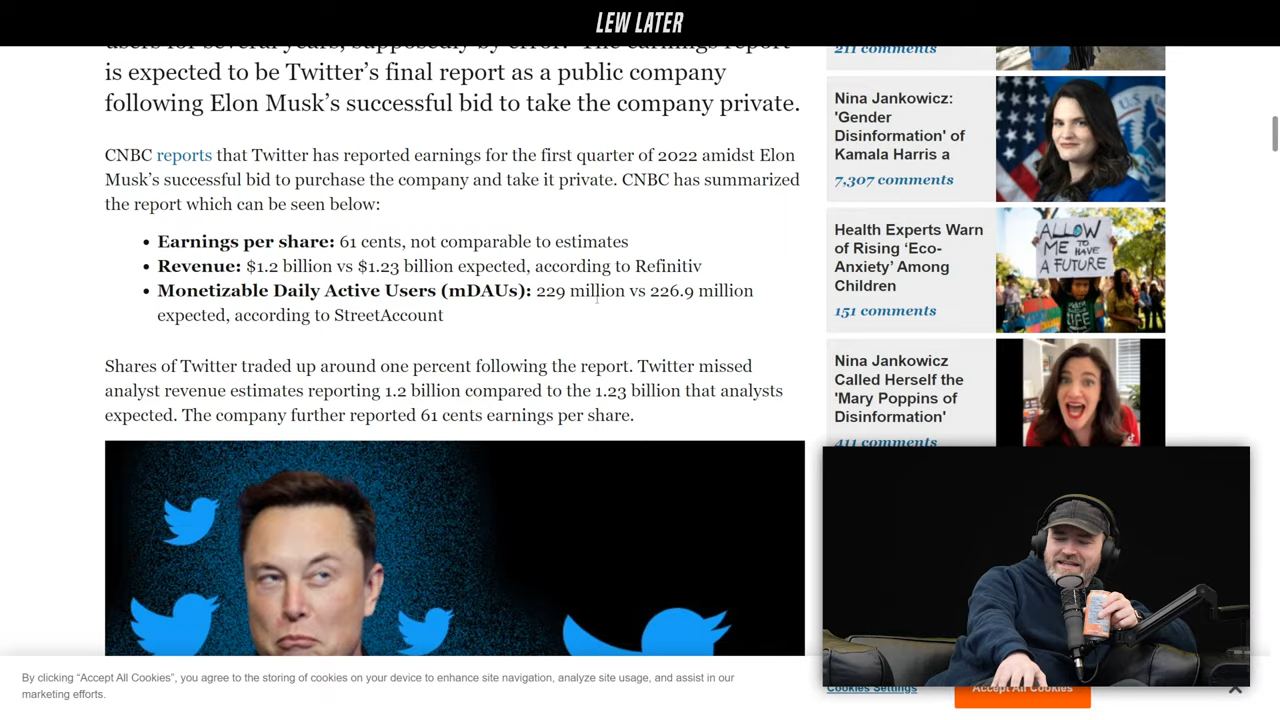 LEW LATER
users for several years, supposedly by error. The earnings report
is expected to be Twitter’s final report as a public company
following Elon Musk’s successful bid to take the company private.
CNBC reports that Twitter has reported earnings for the first quarter of 2022 amidst Elon
Musk’s successful bid to purchase the company and take it private. CNBC has summarized
the report which can be seen below:
• Earnings per share: 61 cents, not comparable to estimates
• Revenue: $1.2 billion vs $1.23 billion expected, according to Refinitiv
• Monetizable Daily Active Users (mDAUs): 229 million vs 226.9 million
expected, according to StreetAccount
Shares of Twitter traded up around one percent following the report. Twitter missed
analyst revenue estimates reporting 1.2 billion compared to the 1.23 billion that analysts
expected. The company further reported 61 cents earnings per share.
211 comments
Nina Jankowicz:
'Gender
Disinformation' of
Kamala Harris a
7,307 comments
Health Experts Warn
of Rising ‘Eco-
Anxiety’ Among
Children
151 comments
ALLOW
ME TO
HAVE
A FUTURE
Nina Jankowicz
Called Herself the
'Mary Poppins of
Disinformation'
411 comments
By clicking “Accept All Cookies”, you agree to the storing of cookies on your device to enhance site navigation, analyze site usage, and assist in our
marketing efforts.
Cookies Settings
Accept All Cookies